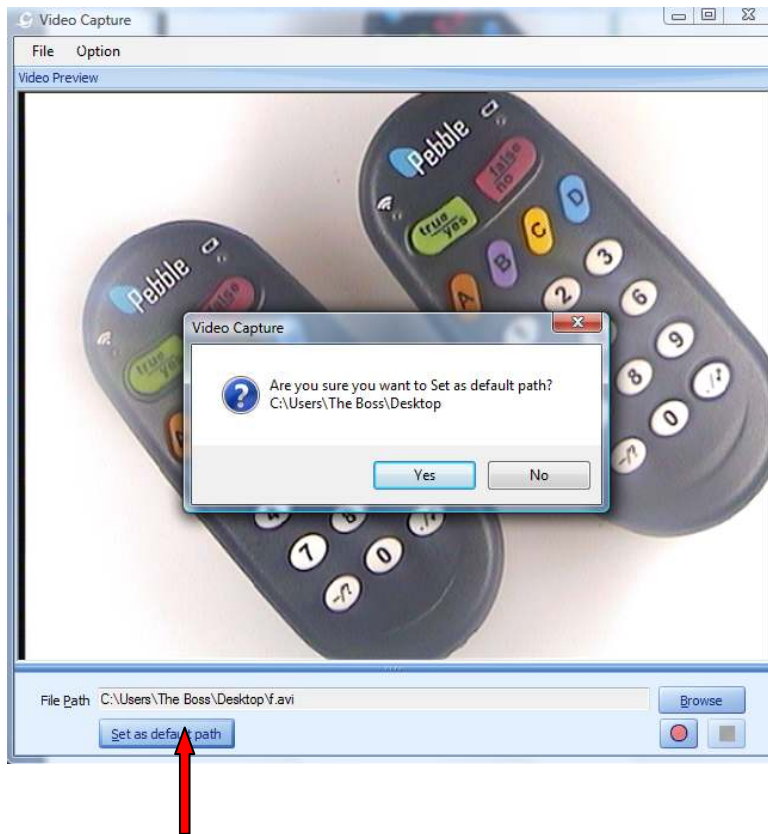 Video Capture
File Option
Video Preview
Pebble
false
no
true
yes
A B C D
2 3
6
8 9
0
-/?
Pebble
false
true
yes
Video Capture
Are you sure you want to Set as default path?
C:\Users\The Boss\Desktop
Yes No
7 0
-/?
File Path C:\Users\The Boss\Desktop\f.avi Browse
Set as default path